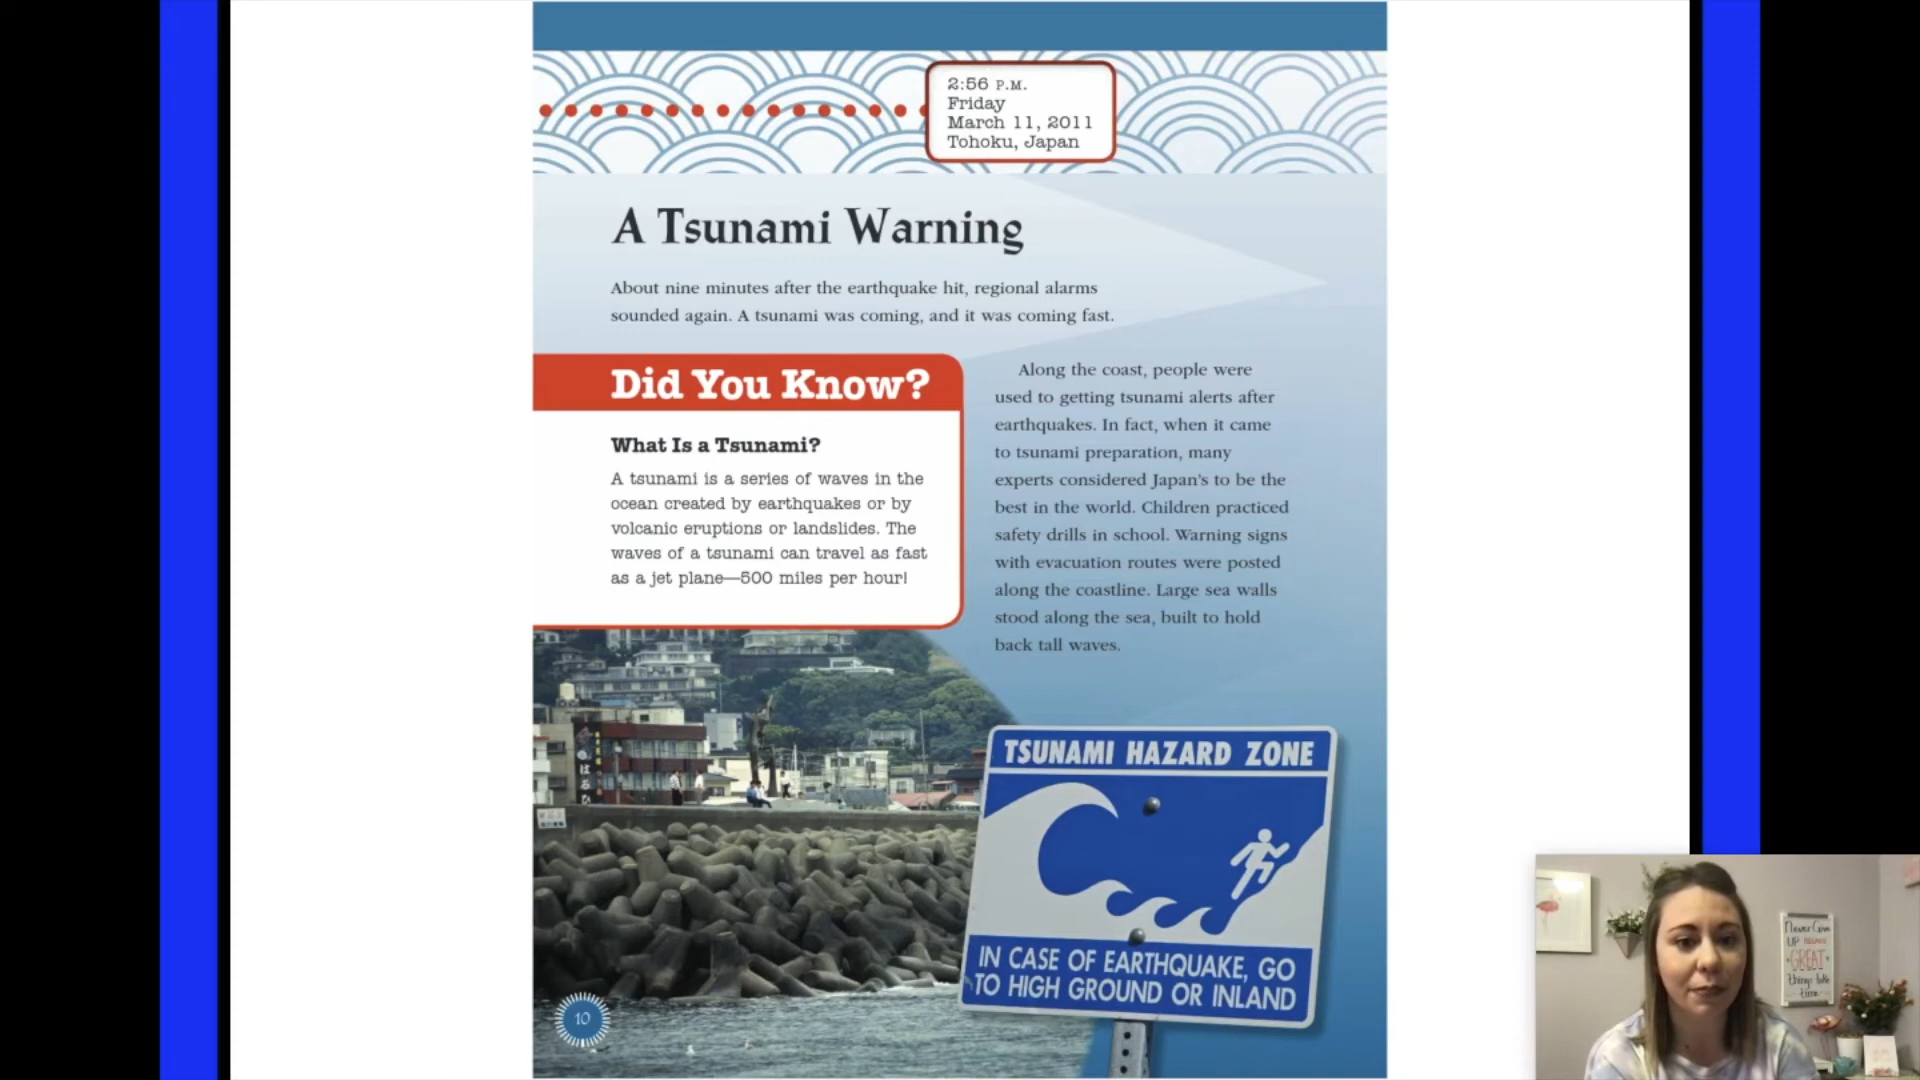 2:56 P.M.
Friday
March 11, 2011
Tohoku, Japan
A Tsunami Warning
About nine minutes after the earthquake hit, regional alarms
sounded again. A tsunami was coming, and it was coming fast.
Did You Know?
What Is a Tsunami?
A tsunami is a series of waves in the
ocean created by earthquakes or by
volcanic eruptions or landslides. The
waves of a tsunami can travel as fast
as a jet plane—500 miles per hour!
Along the coast, people were
used to getting tsunami alerts after
earthquakes. In fact, when it came
to tsunami preparation, many
experts considered Japan's to be the
best in the world. Children practiced
safety drills in school. Warning signs
with evacuation routes were posted
along the coastline. Large sea walls
stood along the sea, built to hold
back tall waves.
TSUNAMI HAZARD ZONE
IN CASE OF EARTHQUAKE, GO
TO HIGH GROUND OR INLAND
10
Never Give
UP
GREAT
things take
time